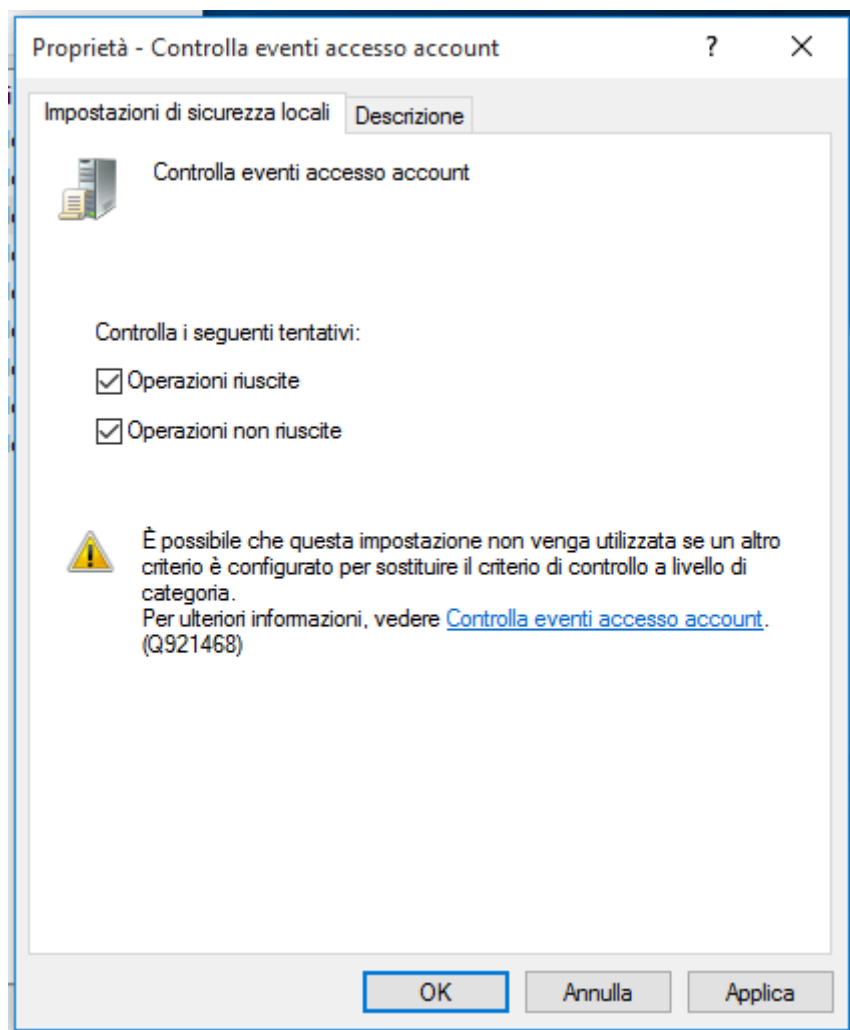 Proprietà - Controlla eventi accesso account
?
Impostazioni di sicurezza locali
Descrizione
Controlla eventi accesso account
Controlla i seguenti tentativi:
Operazioni riuscite
Operazioni non riuscite
È possibile che questa impostazione non venga utilizzata se un altro
criterio è configurato per sostituire il criterio di controllo a livello di
categoria.
Per ulteriori informazioni, vedere Controlla eventi accesso account.
(Q921468)
OK
Annulla
Applica